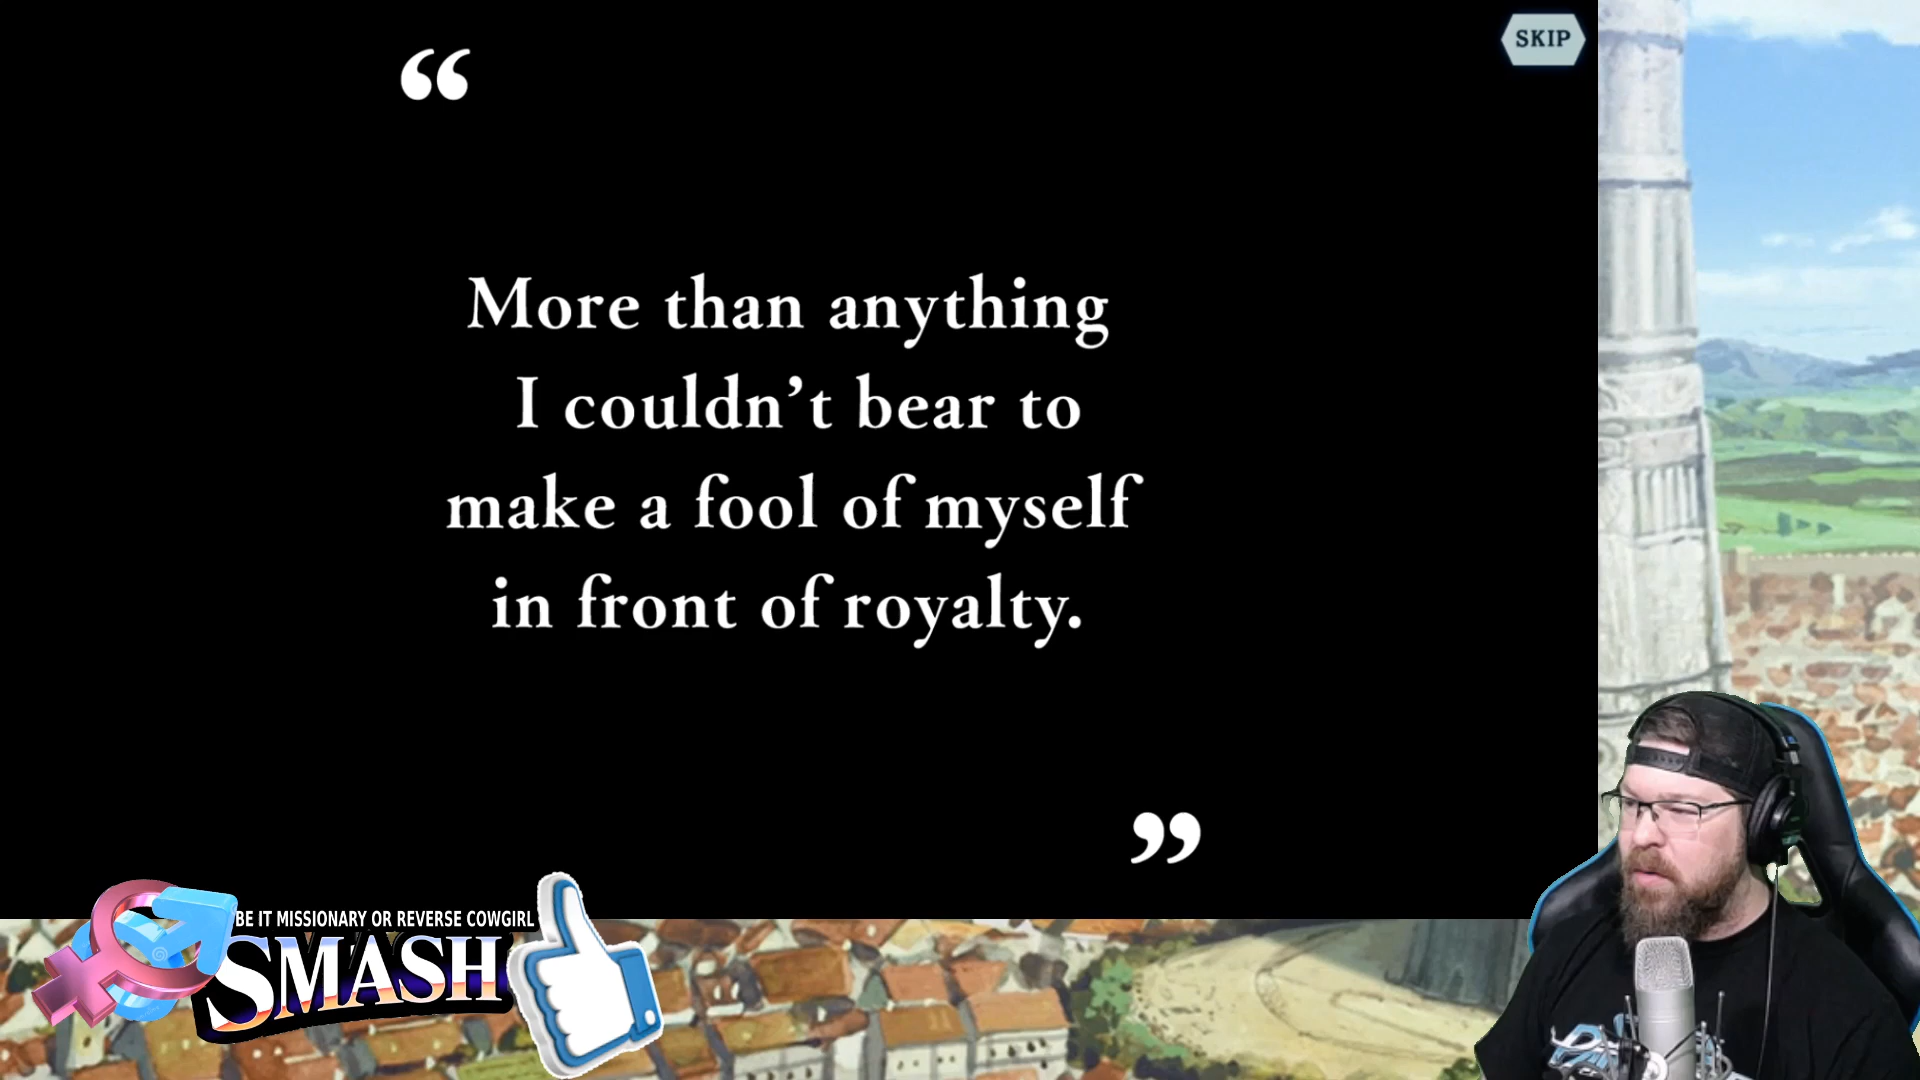 “
SKIP
More than anything
I couldn’t bear to
make a fool of myself
in front of royalty.
”
BE IT MISSIONARY OR REVERSE COWGIRL
SMASH